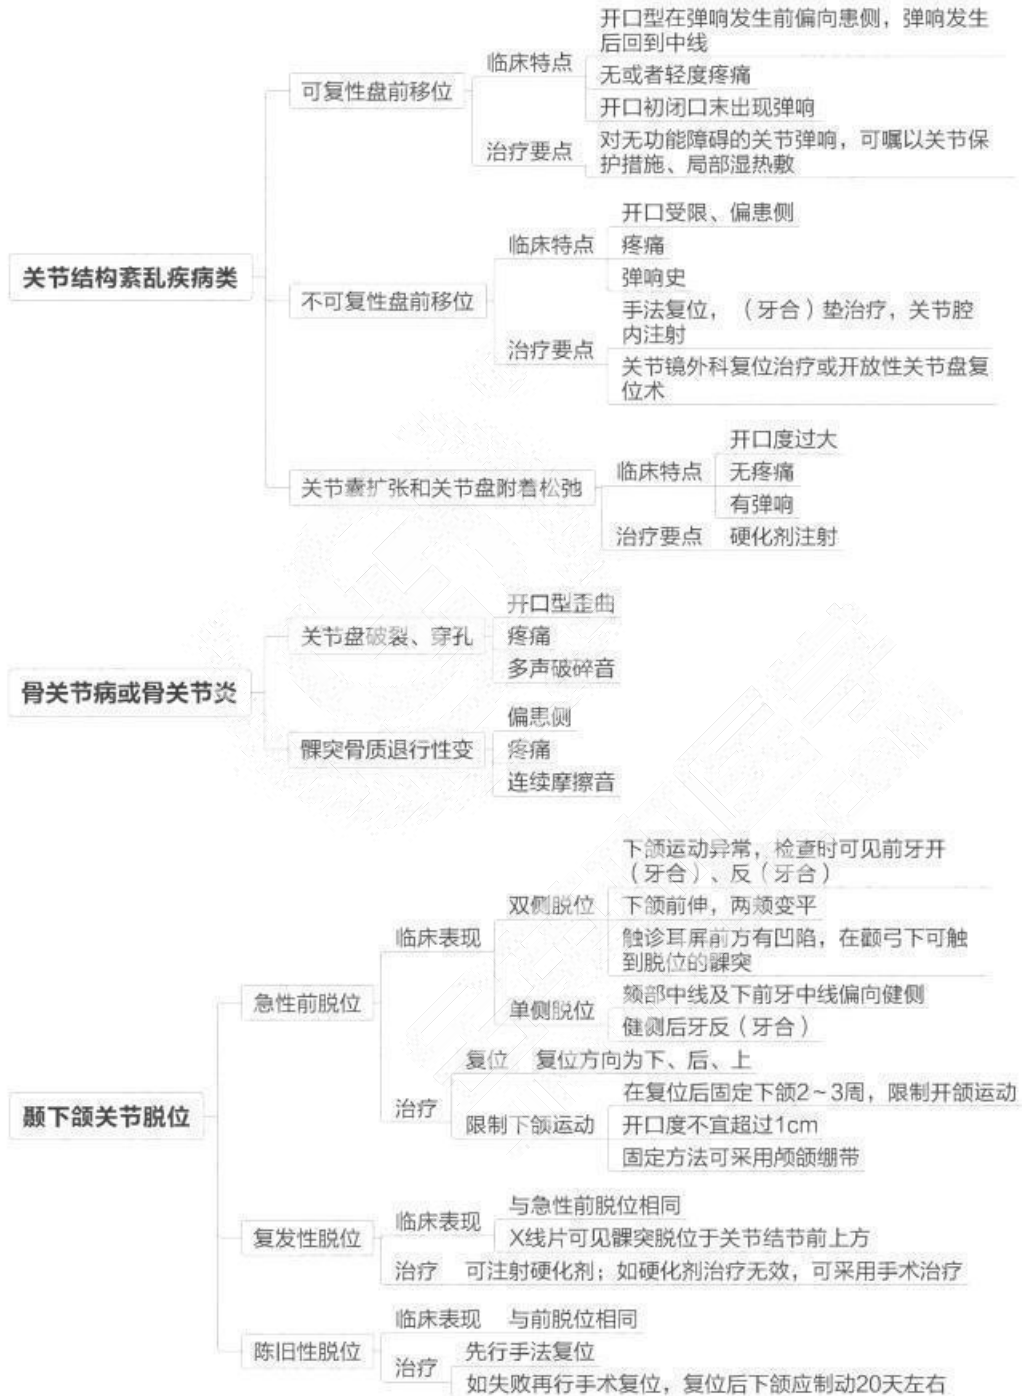 关节结构紊乱疾病类
可复性盘前移位
临床特点
开口型在弹响发生前偏向患侧，弹响发生
后回到中线
无或者轻度疼痛
开口初闭口末出现弹响
治疗要点
对无功能障碍的关节弹响，可嘱以关节保
护措施、局部湿热敷
不可复性盘前移位
临床特点
开口受限、偏患侧
疼痛
弹响史
治疗要点
手法复位，（牙合）垫治疗，关节腔
内注射
关节镜外科复位治疗或开放性关节盘复
位术
关节囊扩张和关节盘附着松弛
临床特点
开口度过大
无疼痛
有弹响
治疗要点
硬化剂注射
骨关节病或骨关节炎
关节盘破裂、穿孔
开口型歪曲
疼痛
多声破碎音
髁突骨质退行性变
偏患侧
疼痛
连续摩擦音
颞下颌关节脱位
急性前脱位
临床表现
双侧脱位
下颌运动异常，检查时可见前牙开
（牙合）、反（牙合）
下颌前伸，两颊变平
触诊耳屏前方有凹陷，在颧弓下可触
到脱位的髁突
单侧脱位
颏部中线及下前牙中线偏向健侧
健侧后牙反（牙合）
治疗
复位
复位方向为下、后、上
限制下颌运动
在复位后固定下颌2～3周，限制开颌运动
开口度不宜超过1cm
固定方法可采用颅颌绷带
复发性脱位
临床表现
与急性前脱位相同
X线片可见髁突脱位于关节结节前上方
治疗
可注射硬化剂；如硬化剂治疗无效，可采用手术治疗
陈旧性脱位
临床表现
与前脱位相同
治疗
先行手法复位
如失败再行手术复位，复位后下颌应制动20天左右